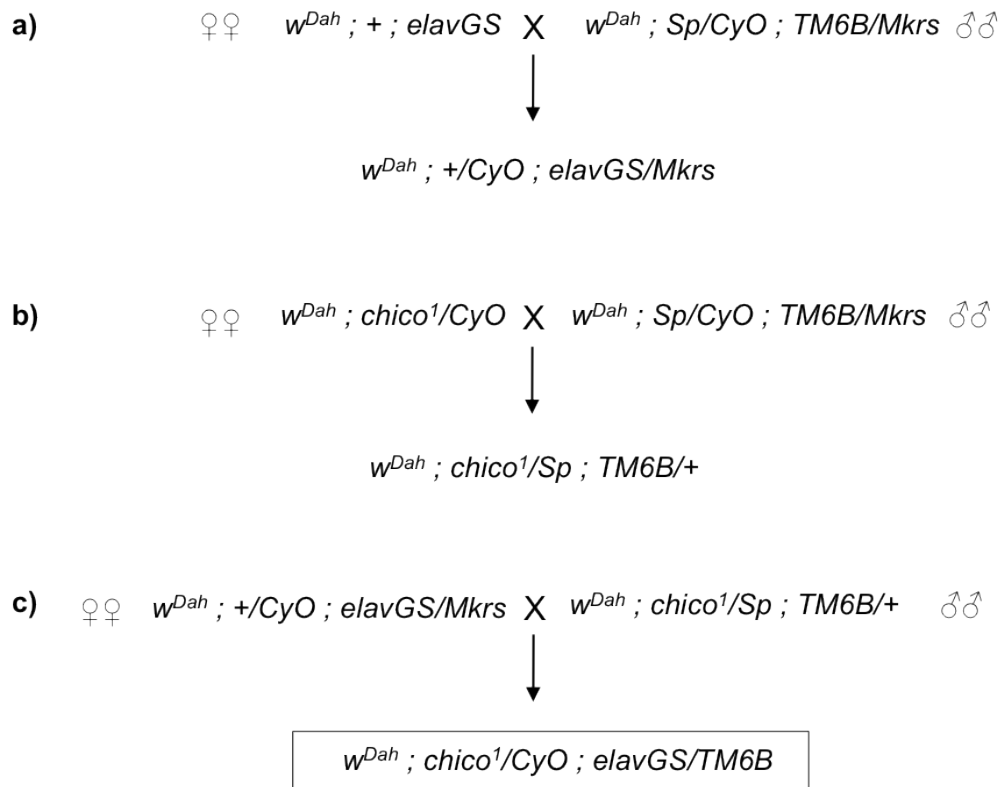 a) ♀♀ w^Dah ; + ; elavGS X w^Dah ; Sp/CyO ; TM6B/Mkrs ♂♂
w^Dah ; +/CyO ; elavGS/Mkrs
b) ♀♀ w^Dah ; chico^1/CyO X w^Dah ; Sp/CyO ; TM6B/Mkrs ♂♂
w^Dah ; chico^1/Sp ; TM6B/+
c) ♀♀ w^Dah ; +/CyO ; elavGS/Mkrs X w^Dah ; chico^1/Sp ; TM6B/+ ♂♂
w^Dah ; chico^1/CyO ; elavGS/TM6B